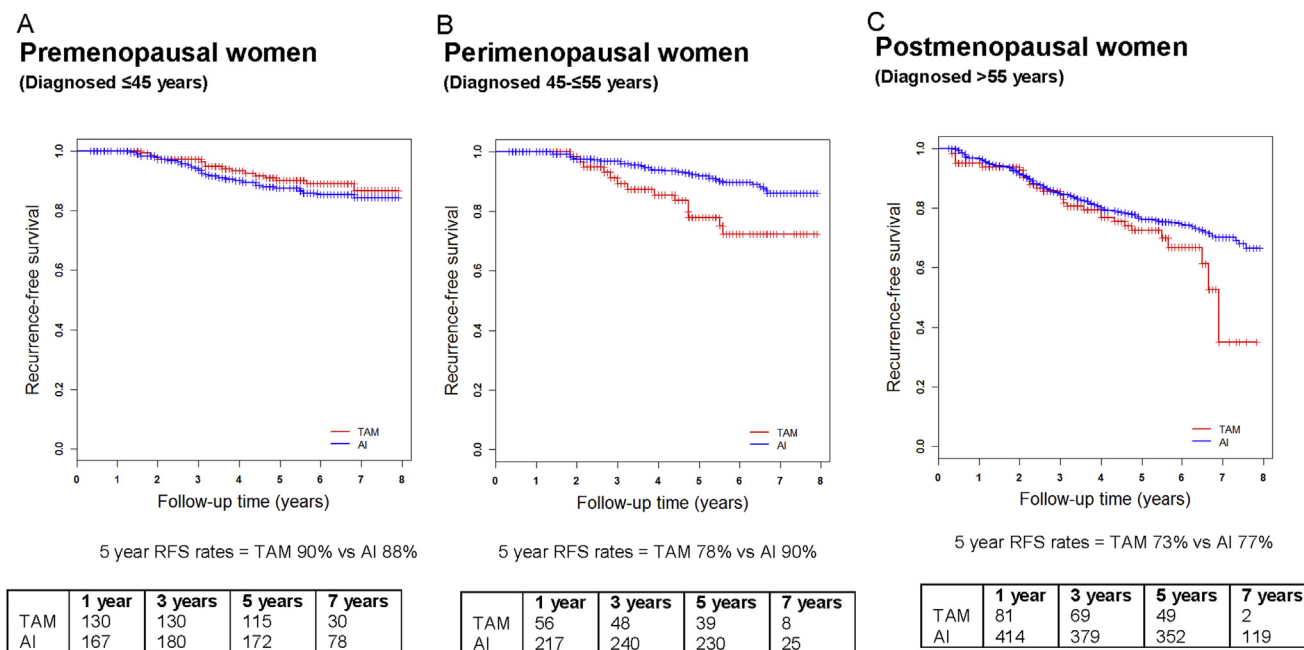 A
Premenopausal women
(Diagnosed ≤45 years)
Recurrence-free survival
1.0
0.8
0.6
0.4
0.2
0.0
TAM
AI
0 1 2 3 4 5 6 7 8
Follow-up time (years)
5 year RFS rates = TAM 90% vs AI 88%
1 year 3 years 5 years 7 years
TAM 130 130 115 30
AI 167 180 172 78
B
Perimenopausal women
(Diagnosed 45-≤55 years)
Recurrence-free survival
1.0
0.8
0.6
0.4
0.2
0.0
TAM
AI
0 1 2 3 4 5 6 7 8
Follow-up time (years)
5 year RFS rates = TAM 78% vs AI 90%
1 year 3 years 5 years 7 years
TAM 56 48 39 8
AI 217 240 230 25
C
Postmenopausal women
(Diagnosed >55 years)
Recurrence-free survival
1.0
0.8
0.6
0.4
0.2
0.0
TAM
AI
0 1 2 3 4 5 6 7 8
Follow-up time (years)
5 year RFS rates = TAM 73% vs AI 77%
1 year 3 years 5 years 7 years
TAM 81 69 49 2
AI 414 379 352 119